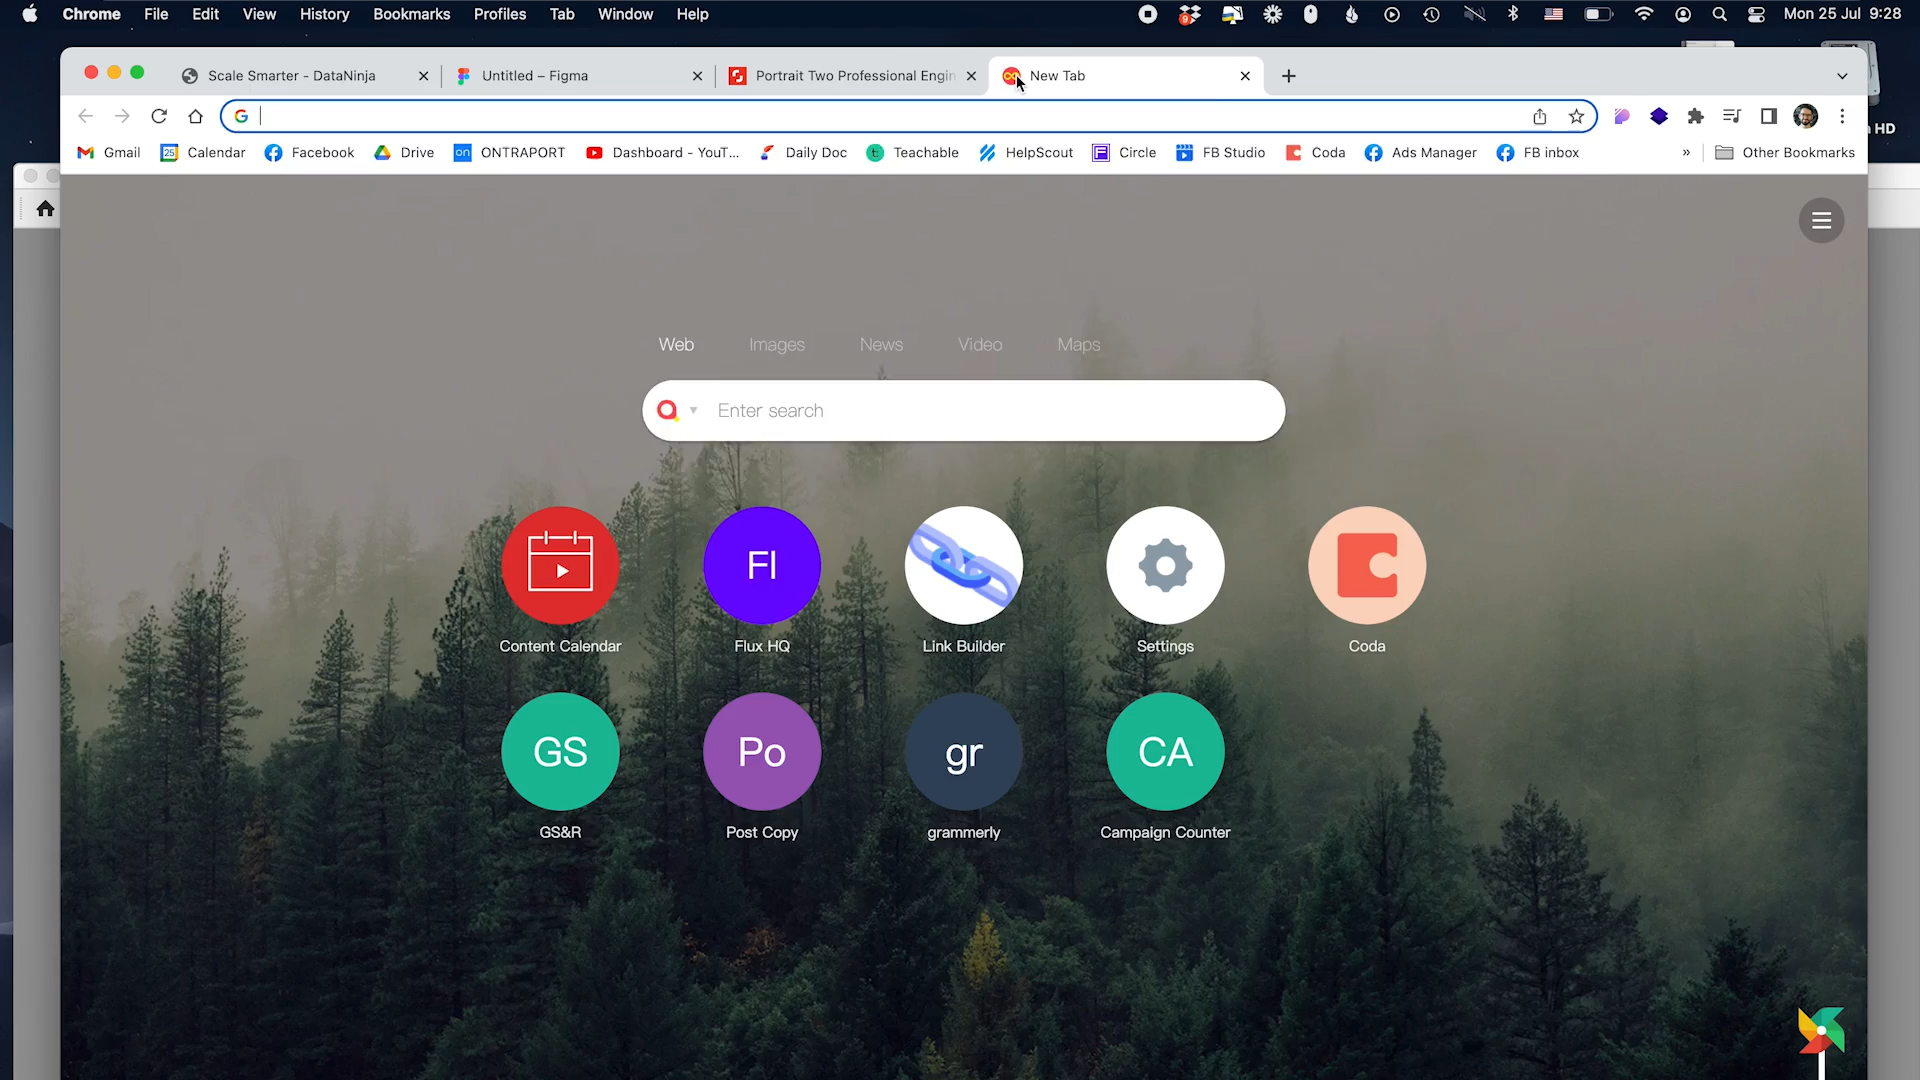 Chrome File Edit View History Bookmarks Profiles Tab Window Help 9 Mon 25 Jul 9:28
Scale Smarter - DataNinja Untitled – Figma Portrait Two Professional Engin New Tab
HD
Gmail 25 Calendar Facebook Drive on ONTRAPORT Dashboard - YouT... Daily Doc Teachable HelpScout Circle FB Studio Coda Ads Manager FB inbox » Other Bookmarks
Web Images News Video Maps
Enter search
Fl
Content Calendar Flux HQ Link Builder Settings Coda
GS Po gr CA
GS&R Post Copy grammerly Campaign Counter